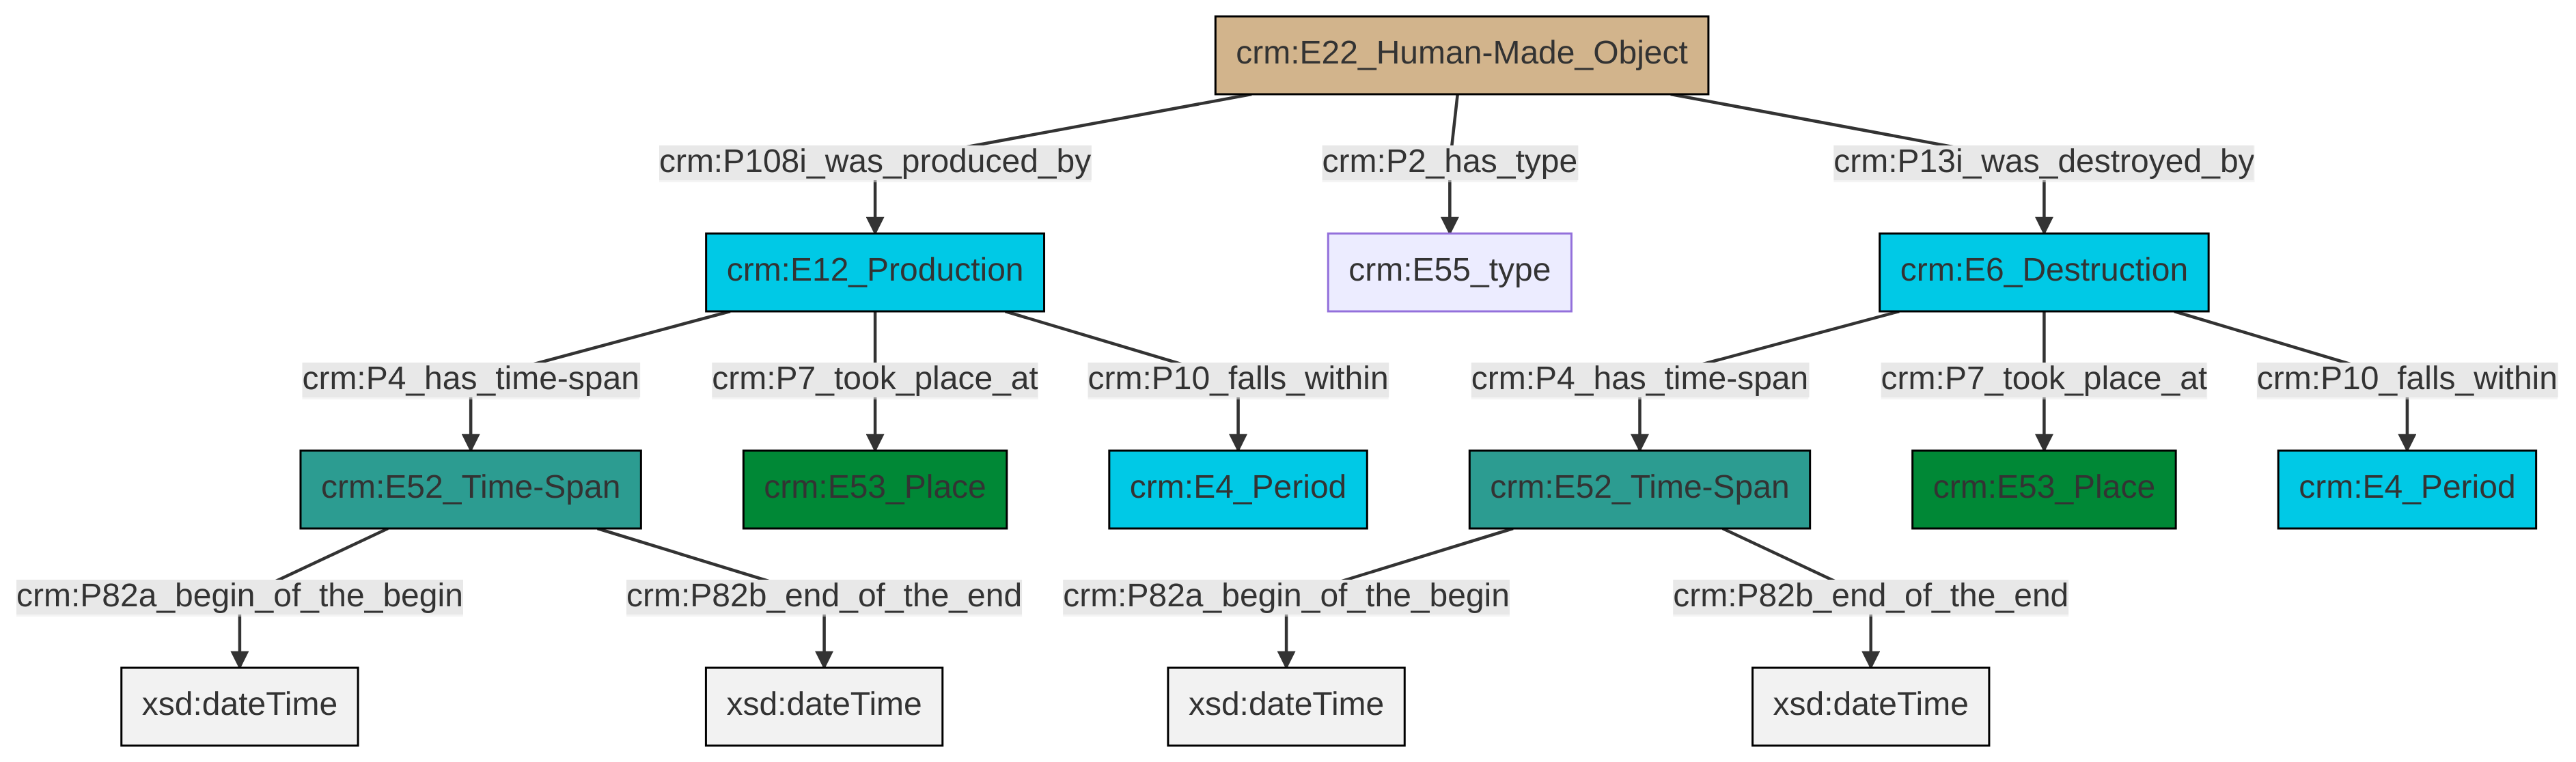 crm:E22_Human-Made_Object
crm:P108i_was_produced_by
crm:P2_has_type
crm:P13i_was_destroyed_by
crm:E12_Production
crm:E55_type
crm:E6_Destruction
crm:P4_has_time-span
crm:P7_took_place_at
crm:P10_falls_within
crm:P4_has_time-span
crm:P7_took_place_at
crm:P10_falls_within
crm:E52_Time-Span
crm:E53_Place
crm:E4_Period
crm:E52_Time-Span
crm:E53_Place
crm:E4_Period
crm:P82a_begin_of_the_begin
crm:P82b_end_of_the_end
crm:P82a_begin_of_the_begin
crm:P82b_end_of_the_end
xsd:dateTime
xsd:dateTime
xsd:dateTime
xsd:dateTime